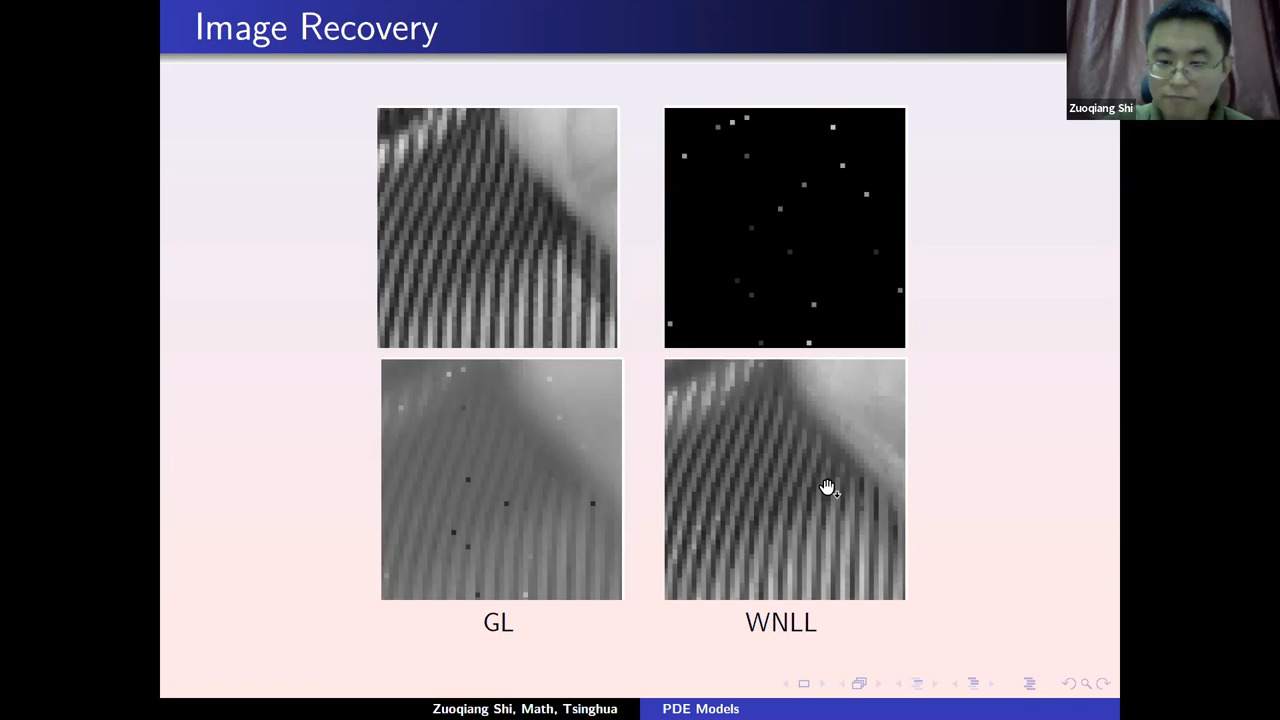 Image Recovery
Zuoqiang Shi
GL
WNLL
Zuoqiang Shi, Math, Tsinghua
PDE Models